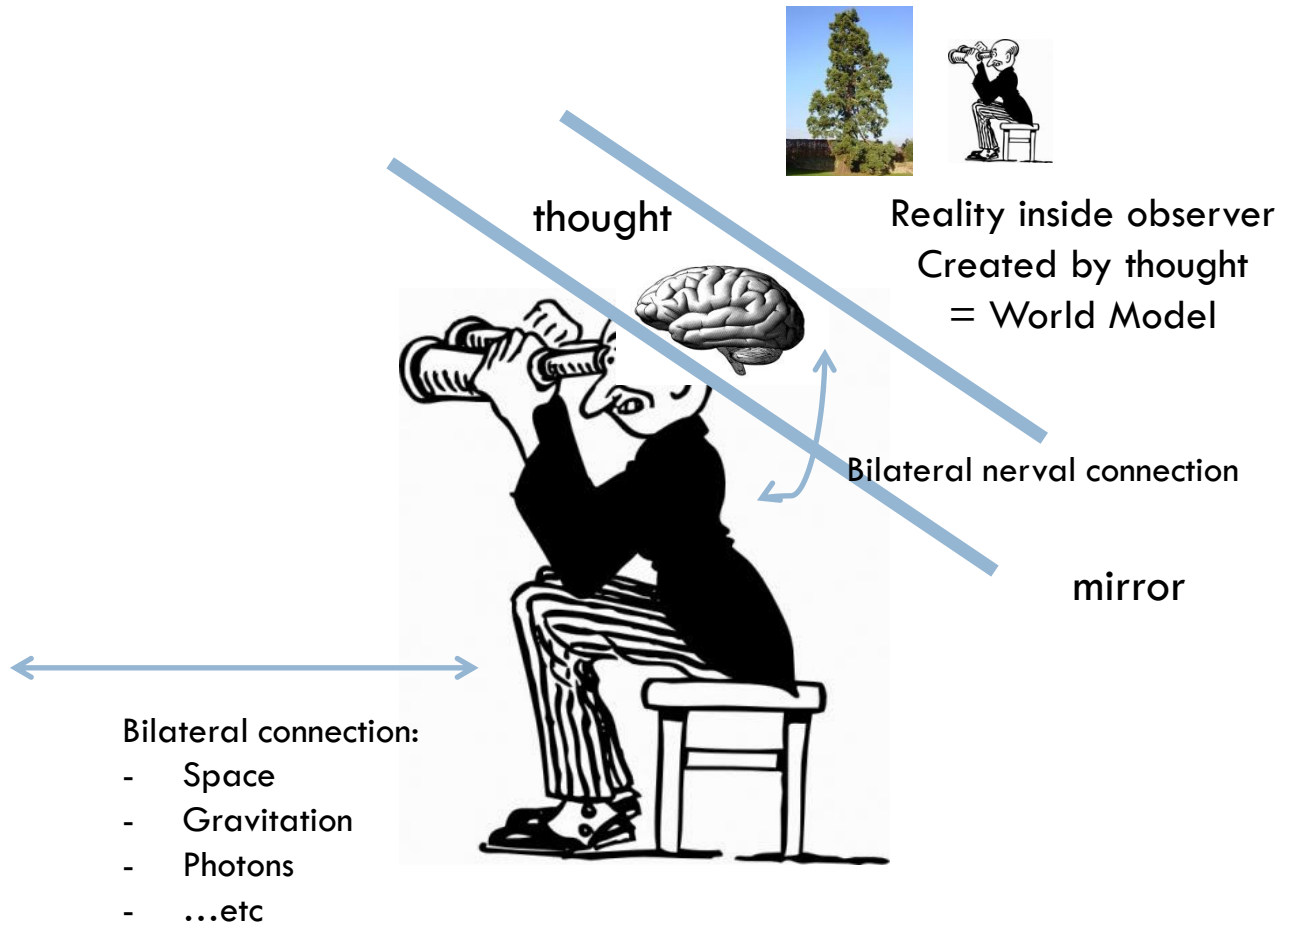 thought
Reality inside observer
Created by thought
= World Model
Bilateral nerval connection
mirror
Bilateral connection:
- Space
- Gravitation
- Photons
- ...etc